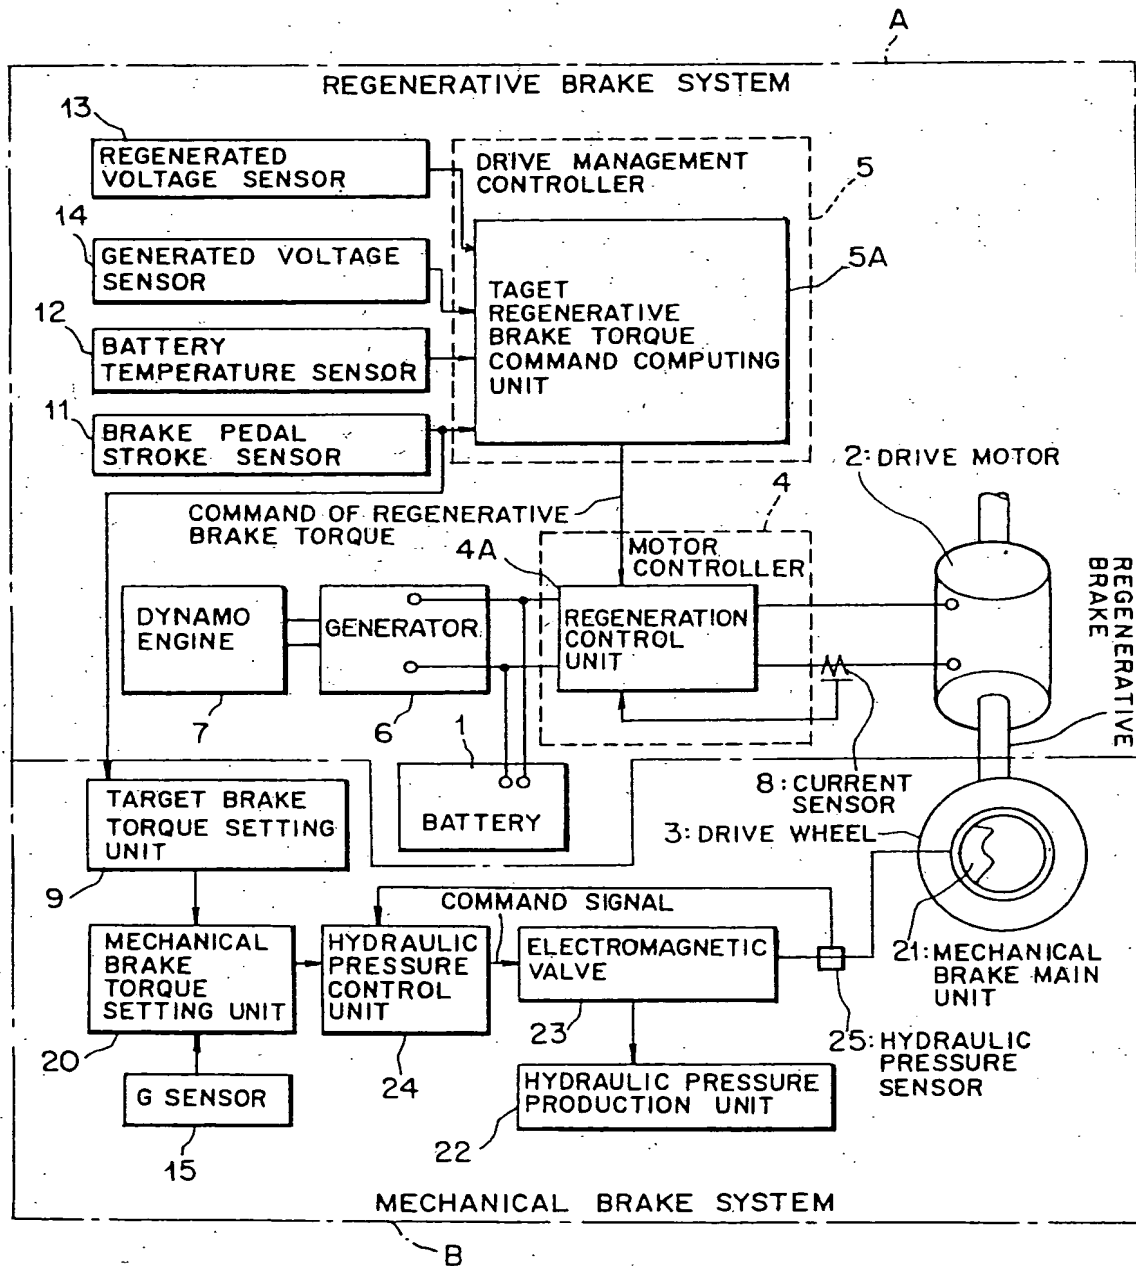 A
REGENERATIVE BRAKE SYSTEM
13
REGENERATED
VOLTAGE SENSOR
DRIVE MANAGEMENT
CONTROLLER
5
14
GENERATED VOLTAGE
SENSOR
5A
TAGET
REGENERATIVE
BRAKE TORQUE
COMMAND COMPUTING
UNIT
12
BATTERY
TEMPERATURE SENSOR
11
BRAKE PEDAL
STROKE SENSOR
2: DRIVE MOTOR
COMMAND OF REGENERATIVE
BRAKE TORQUE
4
4A
MOTOR
CONTROLLER
REGENERATIVE
BRAKE
DYNAMO
ENGINE
GENERATOR
REGENERATION
CONTROL
UNIT
7
6
1
BATTERY
8: CURRENT
SENSOR
3: DRIVE WHEEL
TARGET BRAKE
TORQUE SETTING
UNIT
9
COMMAND SIGNAL
MECHANICAL
BRAKE
TORQUE
SETTING UNIT
HYDRAULIC
PRESSURE
CONTROL
UNIT
ELECTROMAGNETIC
VALVE
21: MECHANICAL
BRAKE MAIN
UNIT
20
24
23
25: HYDRAULIC
PRESSURE
SENSOR
G SENSOR
HYDRAULIC PRESSURE
PRODUCTION UNIT
15
22
MECHANICAL BRAKE SYSTEM
B